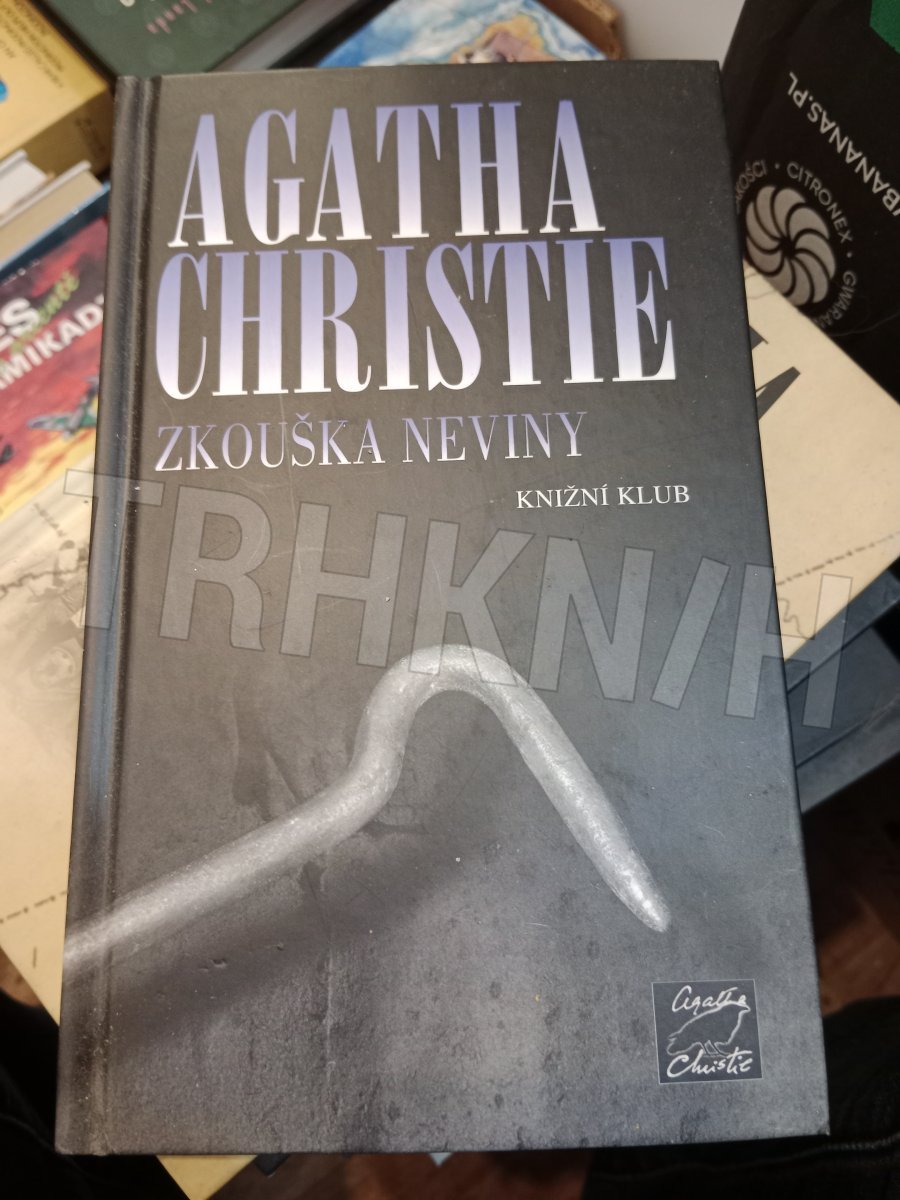 AGATHA
CHRISTIE
ZKOUŠKA NEVINY
KNIŽNÍ KLUB
TRHKNIH
Agatha
Christie
BANANAS.PL
CITRONEX